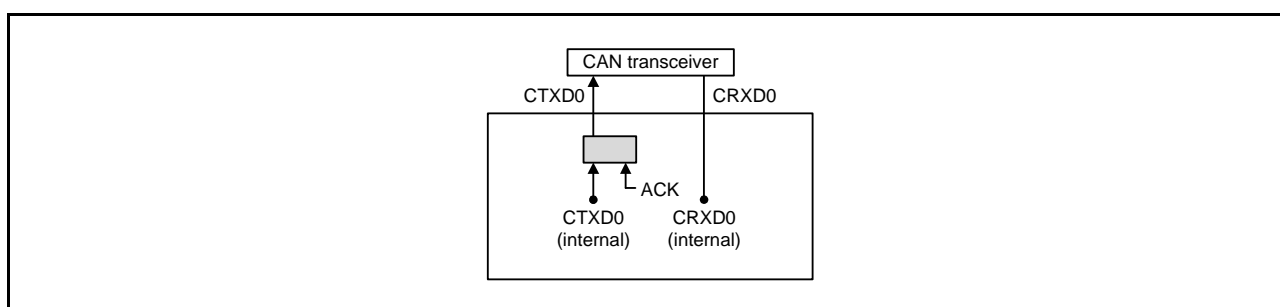 CAN transceiver
CTXD0
CRXD0
ACK
CTXD0
(internal)
CRXD0
(internal)